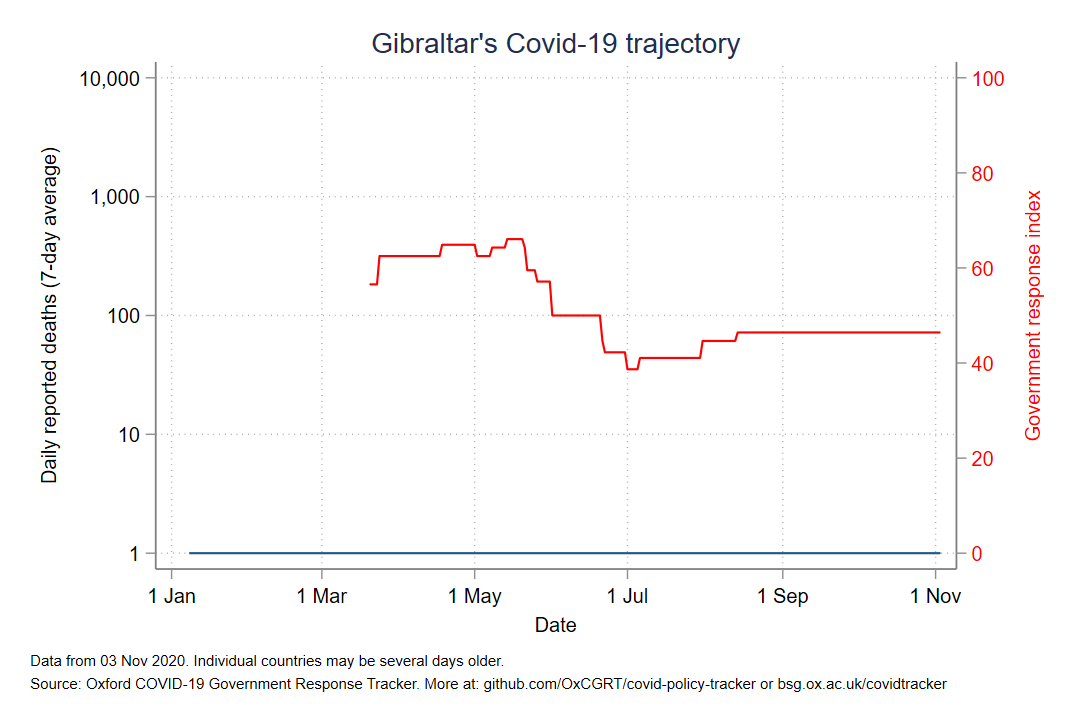 Gibraltar's Covid-19 trajectory
10,000
1,000
100
10
1
Daily reported deaths (7-day average)
100
80
60
40
20
0
Government response index
1 Jan
1 Mar
1 May
1 Jul
1 Sep
1 Nov
Date
Data from 03 Nov 2020. Individual countries may be several days older.
Source: Oxford COVID-19 Government Response Tracker. More at: github.com/OxCGRT/covid-policy-tracker or bsg.ox.ac.uk/covidtracker